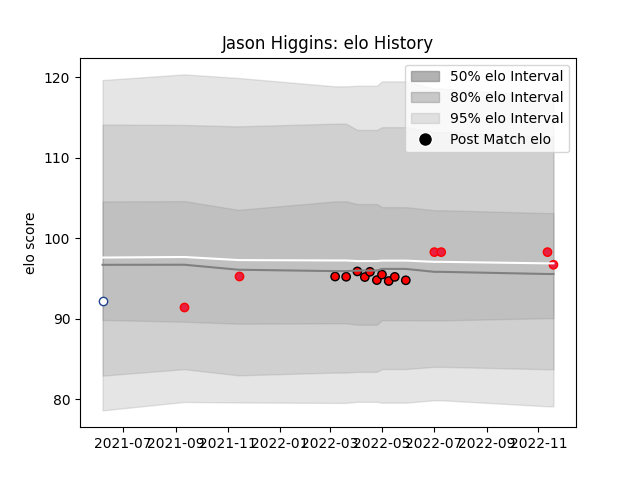 Jason Higgins: elo History
120
110
100
90
80
elo score
50% elo Interval
80% elo Interval
95% elo Interval
Post Match elo
2021-07 2021-09 2021-11 2022-01 2022-03 2022-05 2022-07 2022-09 2022-11